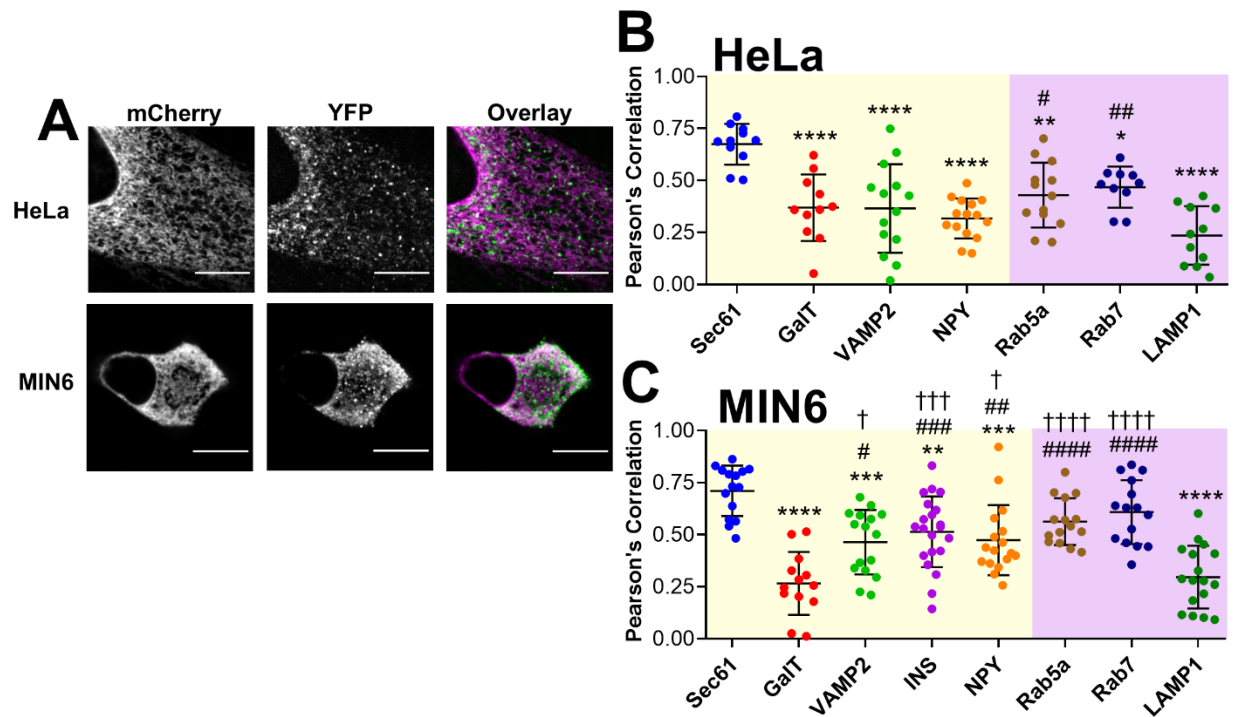 A
mCherry YFP Overlay
HeLa
MIN6
B HeLa
Pearson's Correlation
1.00
0.75
0.50
0.25
0.00
**** **** **** # ** ## * ****
Sec61 GalT VAMP2 NPY Rab5a Rab7 LAMP1
C MIN6
Pearson's Correlation
1.00
0.75
0.50
0.25
0.00
**** † # *** ††† ### ** † ## *** †††† #### †††† #### ****
Sec61 GalT VAMP2 INS NPY Rab5a Rab7 LAMP1